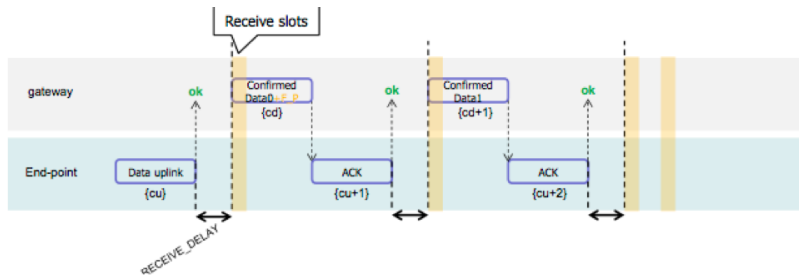 Receive slots
gateway
ok
Confirmed
Data0+F_P
{cd}
ok
Confirmed
Data1
{cd+1}
ok
End-point
Data uplink
{cu}
ACK
{cu+1}
ACK
{cu+2}
RECEIVE_DELAY